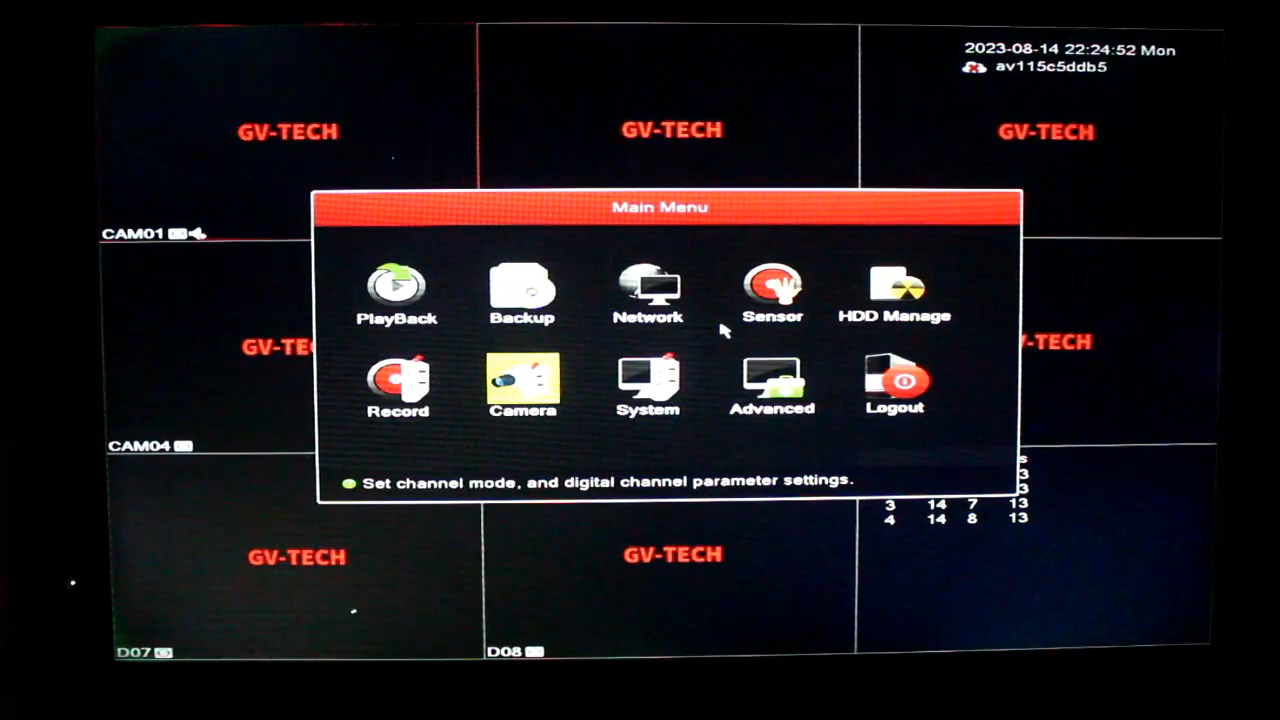 2023-08-14 22:24:52 Mon
av115c5ddb5
GV-TECH
GV-TECH
GV-TECH
CAM01
Main Menu
PlayBack
Backup
Network
Sensor
HDD Manage
GV-TE
V-TECH
Record
Camera
System
Advanced
Logout
CAM04
Set channel mode, and digital channel parameter settings.
s
3
3
3 14 7 13
4 14 8 13
GV-TECH
GV-TECH
D07
D08